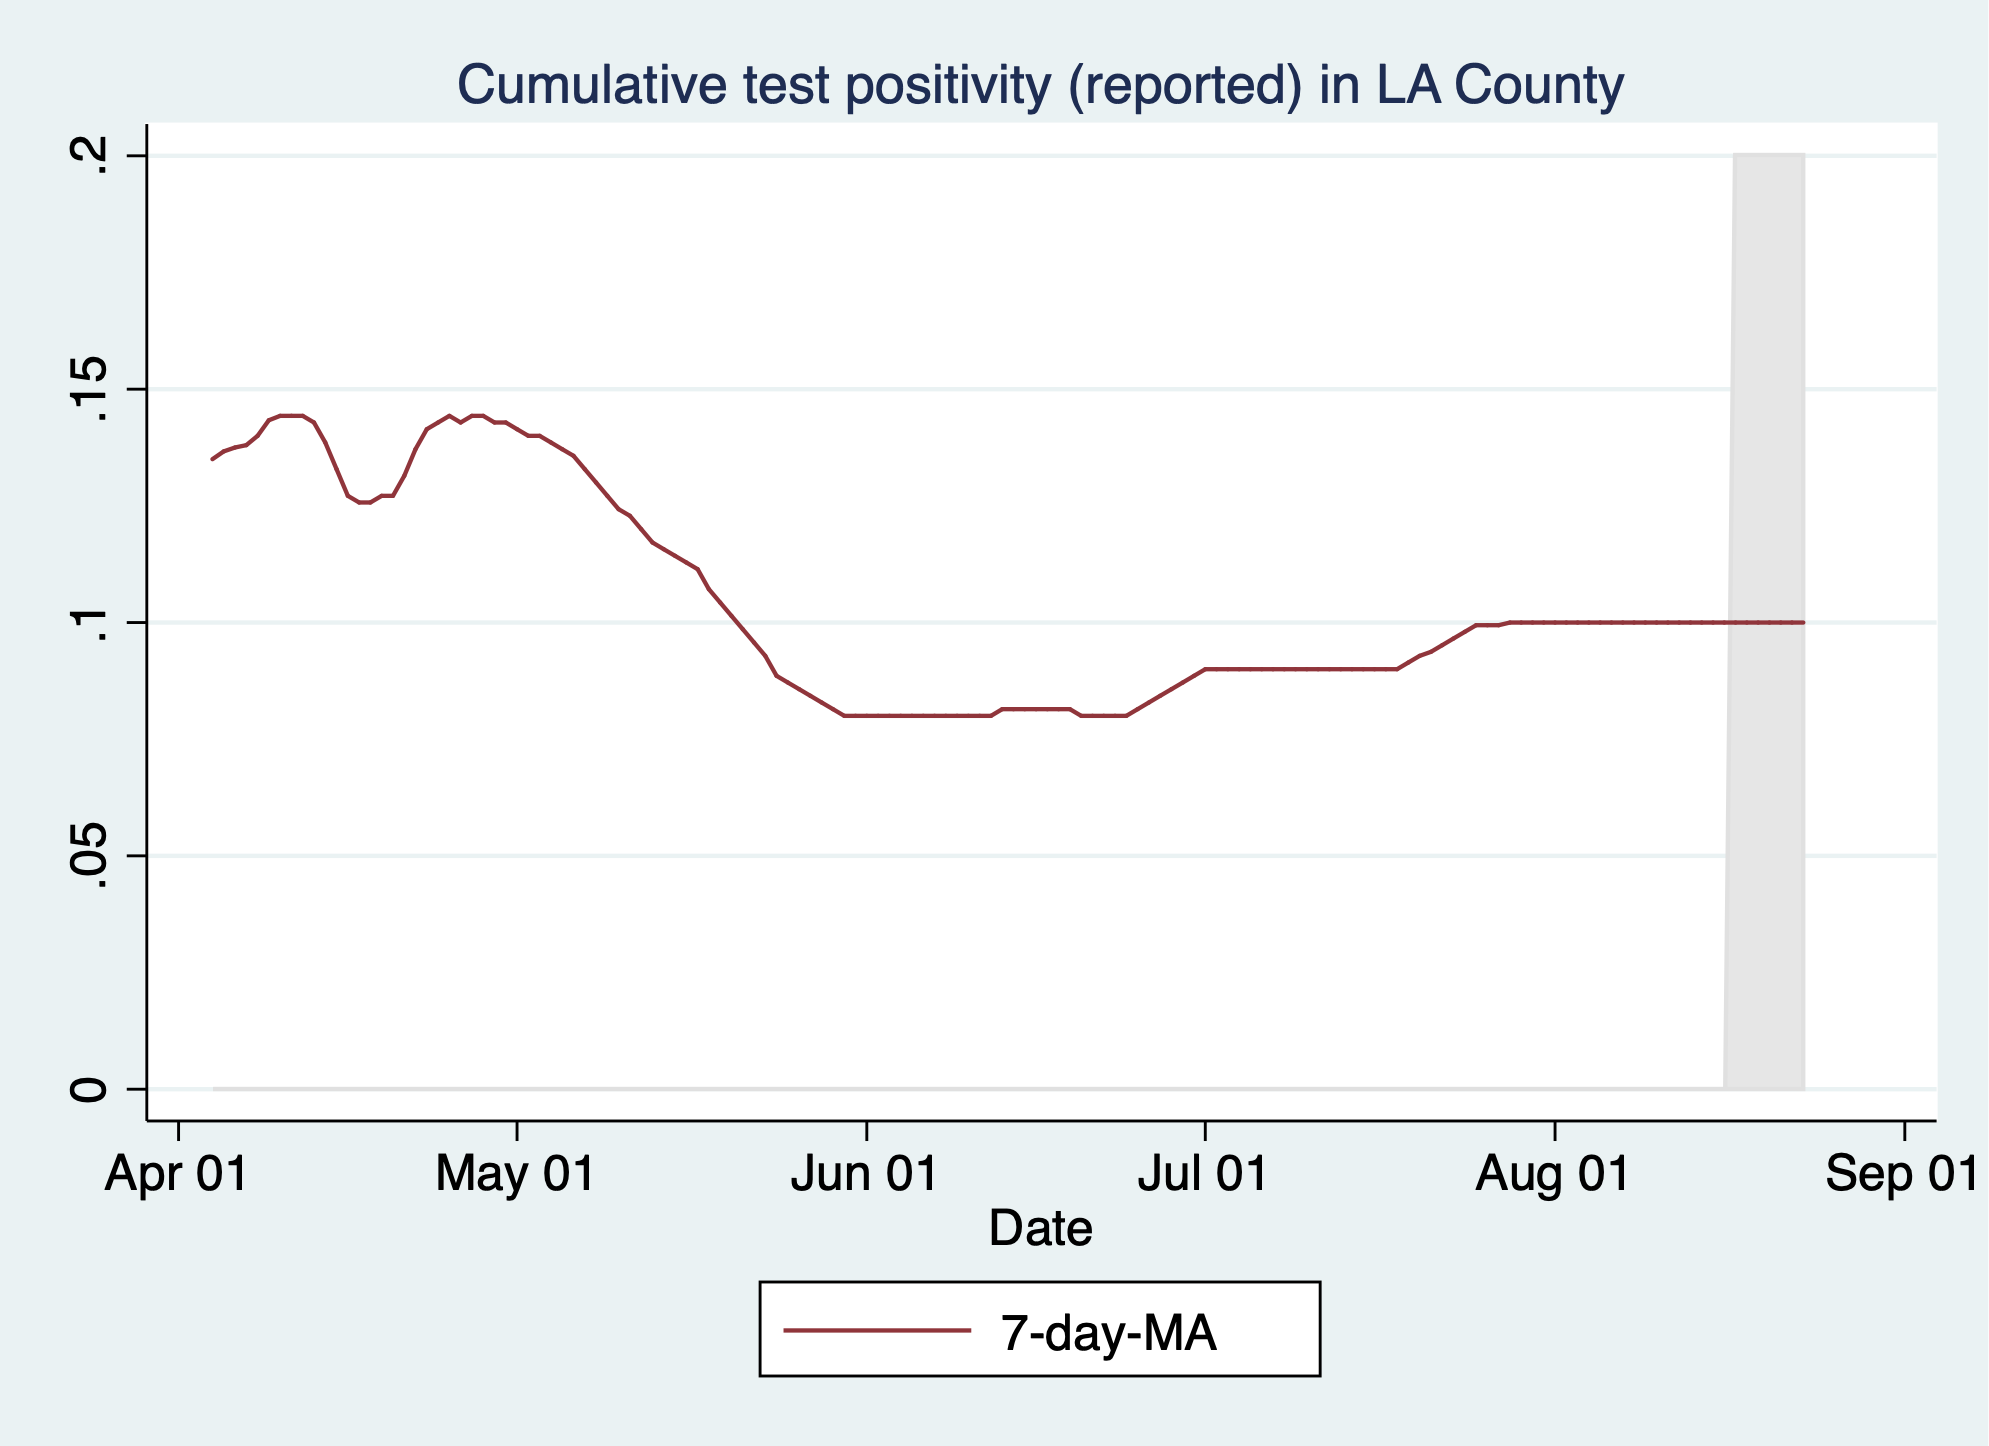 Cumulative test positivity (reported) in LA County
.2
.15
.1
.05
0
Apr 01 May 01 Jun 01 Jul 01 Aug 01 Sep 01
Date
7-day-MA